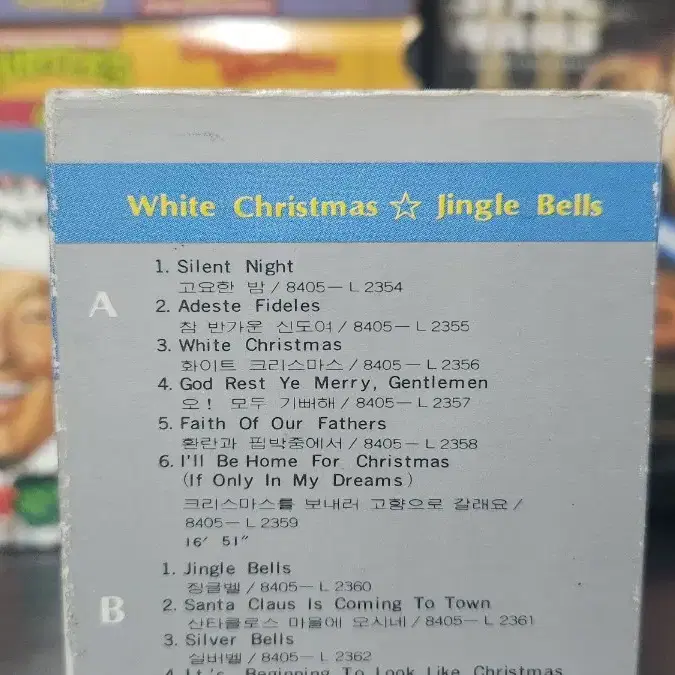 White Christmas ☆ Jingle Bells
A
1. Silent Night
고요한 밤 / 8405－L 2354
2. Adeste Fideles
참 반가운 신도여 / 8405－L 2355
3. White Christmas
화이트 크리스마스 / 8405－L 2356
4. God Rest Ye Merry, Gentlemen
오! 모두 기뻐해 / 8405－L 2357
5. Faith Of Our Fathers
환란과 핍박중에서 / 8405－L 2358
6. I'll Be Home For Christmas
(If Only In My Dreams)
크리스마스를 보내러 고향으로 갈래요 /
8405－L 2359
16′ 51″
B
1. Jingle Bells
징글벨 / 8405－L 2360
2. Santa Claus Is Coming To Town
산타클로스 마을에 오시네 / 8405－L 2361
3. Silver Bells
실버벨 / 8405－L 2362
4. It's Beginning To Look Like Christmas